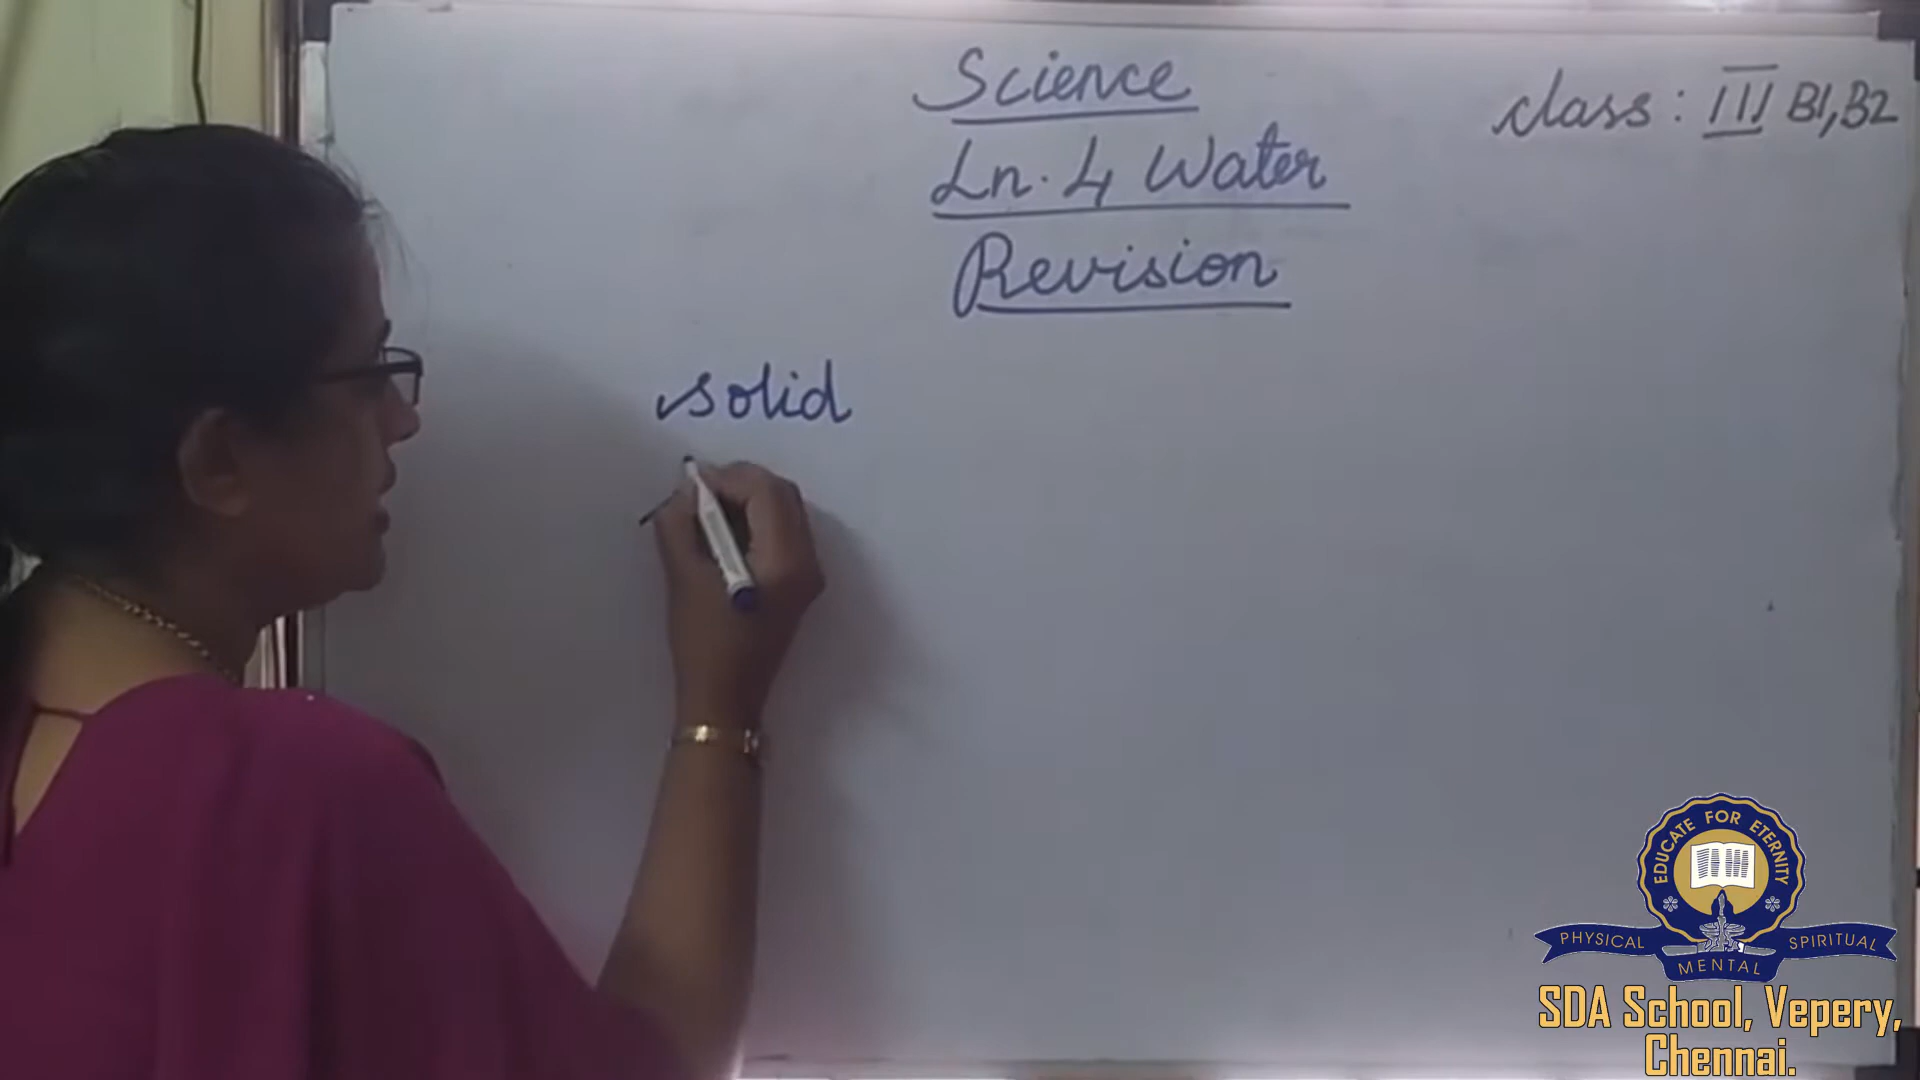 Science
Class : III B1, B2
Ln. 4 Water
Revision
solid
EDUCATE FOR ETERNITY
PHYSICAL MENTAL SPIRITUAL
SDA School, Vepery,
Chennai.